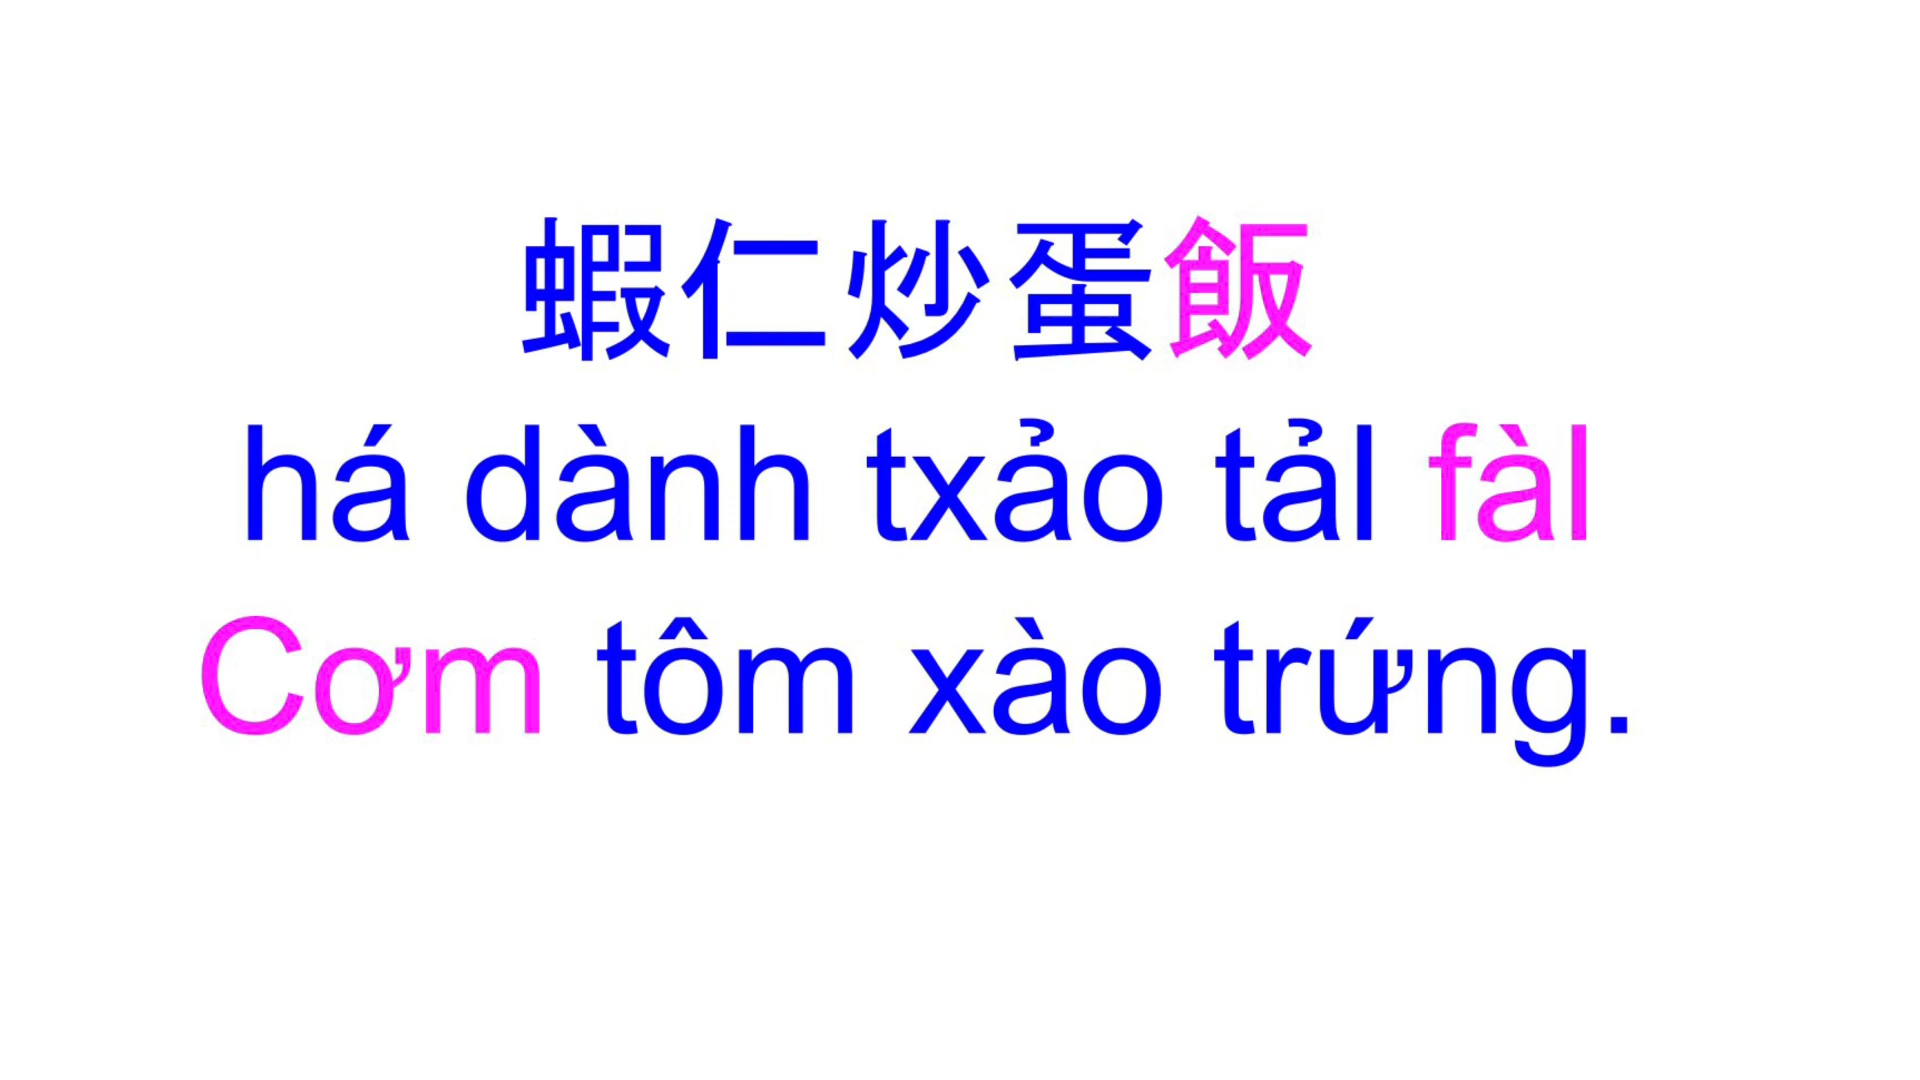 蝦仁炒蛋飯
há dành txảo tảl fàl
Cơm tôm xào trứng.